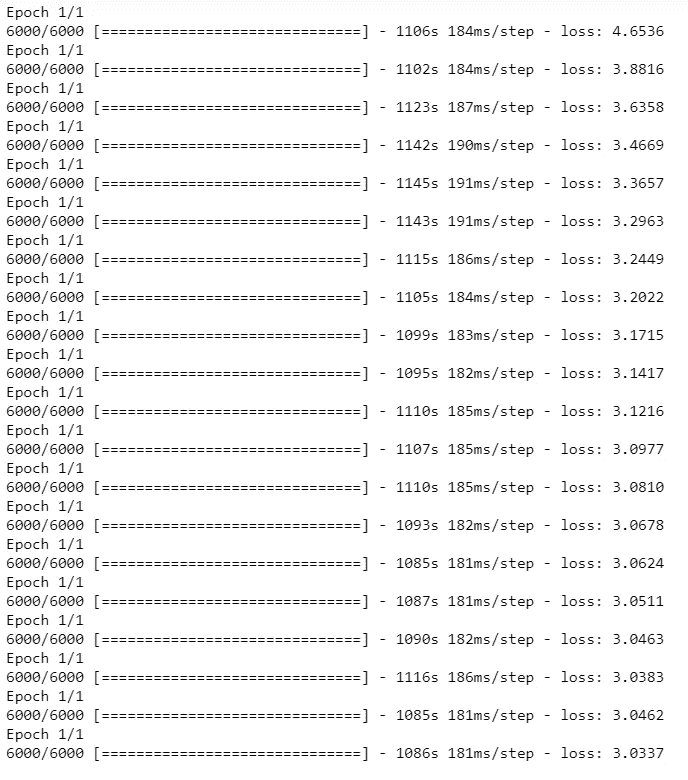 Epoch 1/1
6000/6000 [==============================] - 1106s 184ms/step - loss: 4.6536
Epoch 1/1
6000/6000 [==============================] - 1102s 184ms/step - loss: 3.8816
Epoch 1/1
6000/6000 [==============================] - 1123s 187ms/step - loss: 3.6358
Epoch 1/1
6000/6000 [==============================] - 1142s 190ms/step - loss: 3.4669
Epoch 1/1
6000/6000 [==============================] - 1145s 191ms/step - loss: 3.3657
Epoch 1/1
6000/6000 [==============================] - 1143s 191ms/step - loss: 3.2963
Epoch 1/1
6000/6000 [==============================] - 1115s 186ms/step - loss: 3.2449
Epoch 1/1
6000/6000 [==============================] - 1105s 184ms/step - loss: 3.2022
Epoch 1/1
6000/6000 [==============================] - 1099s 183ms/step - loss: 3.1715
Epoch 1/1
6000/6000 [==============================] - 1095s 182ms/step - loss: 3.1417
Epoch 1/1
6000/6000 [==============================] - 1110s 185ms/step - loss: 3.1216
Epoch 1/1
6000/6000 [==============================] - 1107s 185ms/step - loss: 3.0977
Epoch 1/1
6000/6000 [==============================] - 1110s 185ms/step - loss: 3.0810
Epoch 1/1
6000/6000 [==============================] - 1093s 182ms/step - loss: 3.0678
Epoch 1/1
6000/6000 [==============================] - 1085s 181ms/step - loss: 3.0624
Epoch 1/1
6000/6000 [==============================] - 1087s 181ms/step - loss: 3.0511
Epoch 1/1
6000/6000 [==============================] - 1090s 182ms/step - loss: 3.0463
Epoch 1/1
6000/6000 [==============================] - 1116s 186ms/step - loss: 3.0383
Epoch 1/1
6000/6000 [==============================] - 1085s 181ms/step - loss: 3.0462
Epoch 1/1
6000/6000 [==============================] - 1086s 181ms/step - loss: 3.0337